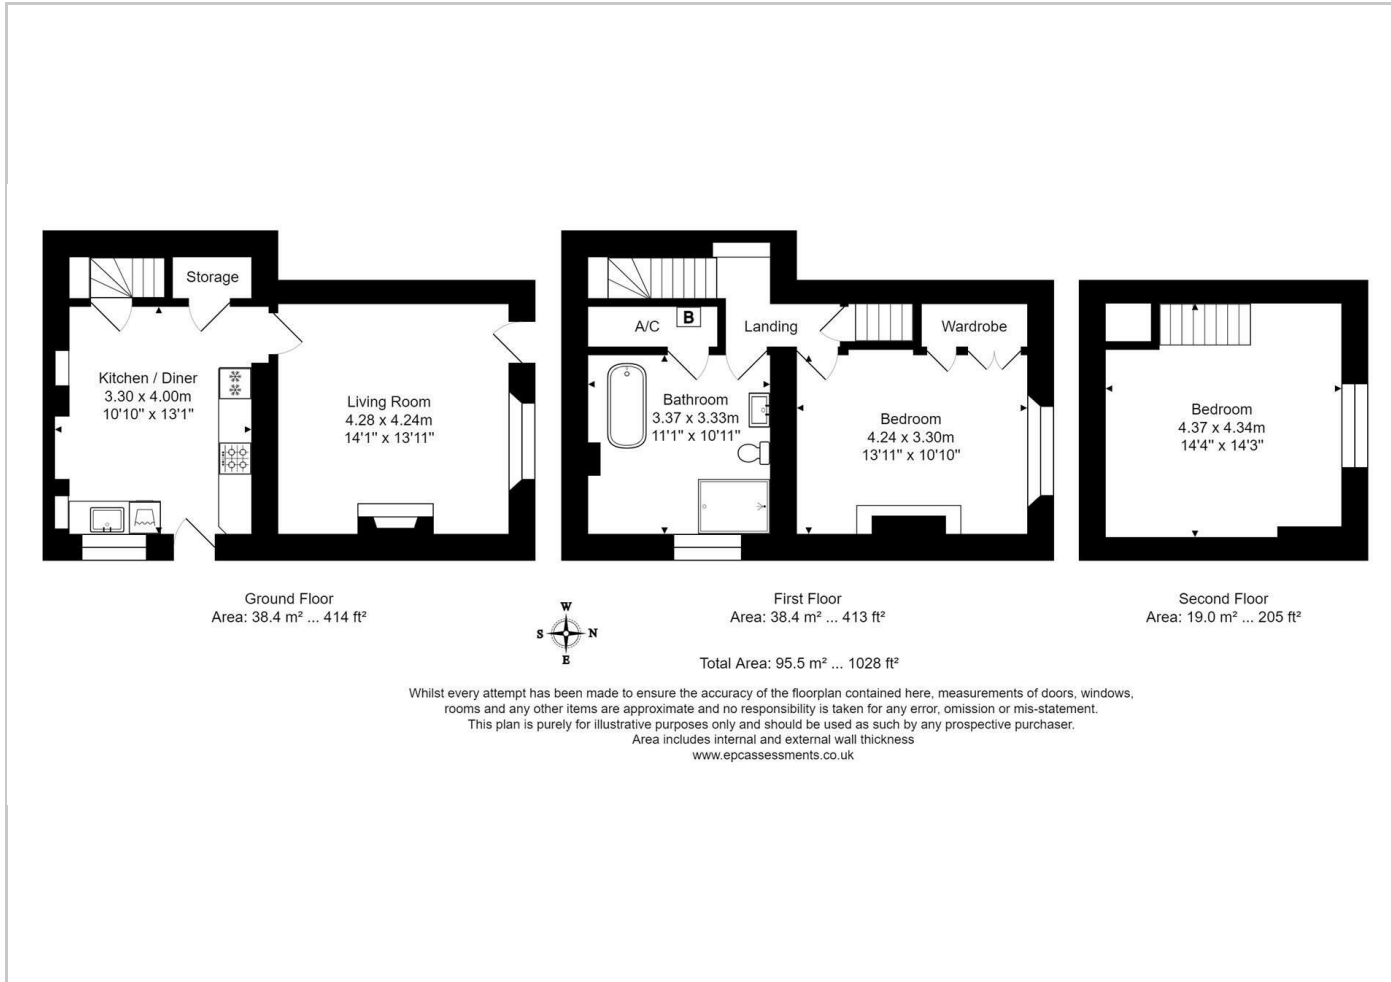 Storage
Kitchen / Diner
3.30 x 4.00m
10'10" x 13'1"
Living Room
4.28 x 4.24m
14'1" x 13'11"
Ground Floor
Area: 38.4 m² ... 414 ft²
A/C
B
Landing
Wardrobe
Bathroom
3.37 x 3.33m
11'1" x 10'11"
Bedroom
4.24 x 3.30m
13'11" x 10'10"
First Floor
Area: 38.4 m² ... 413 ft²
Bedroom
4.37 x 4.34m
14'4" x 14'3"
Second Floor
Area: 19.0 m² ... 205 ft²
W
S N
E
Total Area: 95.5 m² ... 1028 ft²
Whilst every attempt has been made to ensure the accuracy of the floorplan contained here, measurements of doors, windows,
rooms and any other items are approximate and no responsibility is taken for any error, omission or mis-statement.
This plan is purely for illustrative purposes only and should be used as such by any prospective purchaser.
Area includes internal and external wall thickness
www.epcassessments.co.uk